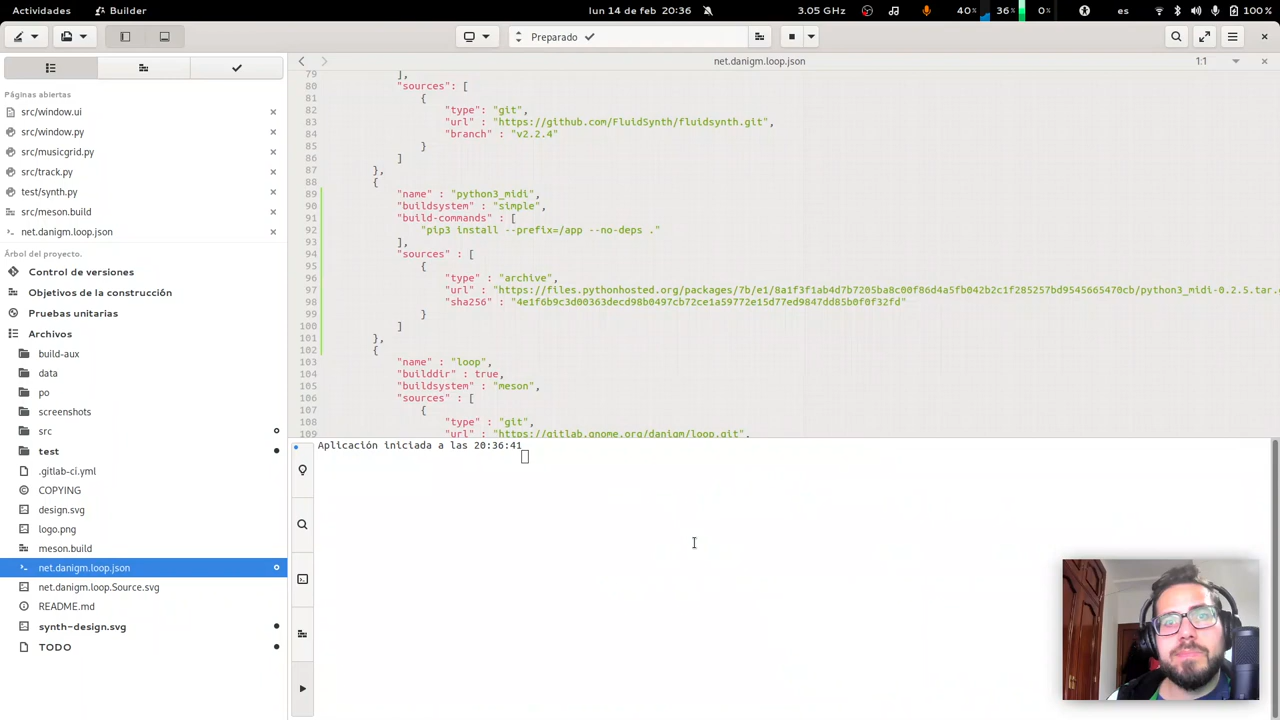 Actividades Builder lun 14 de feb 20:36 3.05 GHz 40% 36% 0% es 100%
Preparado
net.danigm.loop.json 1:1
Páginas abiertas
src/window.ui
src/window.py
src/musicgrid.py
src/track.py
test/synth.py
src/meson.build
net.danigm.loop.json
Árbol del proyecto.
Control de versiones
Objetivos de la construcción
Pruebas unitarias
Archivos
build-aux
data
po
screenshots
src
test
.gitlab-ci.yml
COPYING
design.svg
logo.png
meson.build
net.danigm.loop.json
net.danigm.loop.Source.svg
README.md
synth-design.svg
TODO
79 ],
80 "sources": [
81 {
82 "type": "git",
83 "url" : "https://github.com/FluidSynth/fluidsynth.git",
84 "branch" : "v2.2.4"
85 }
86 ]
87 },
88 {
89 "name" : "python3_midi",
90 "buildsystem" : "simple",
91 "build-commands" : [
92 "pip3 install --prefix=/app --no-deps ."
93 ],
94 "sources" : [
95 {
96 "type" : "archive",
97 "url" : "https://files.pythonhosted.org/packages/7b/e1/8a1f3f1ab4d7b7205ba8c00f86d4a5fb042b2c1f285257bd9545665470cb/python3_midi-0.2.5.tar.g
98 "sha256" : "4e1f6b9c3d00363decd98b0497cb72ce1a59772e15d77ed9847dd85b0f0f32fd"
99 }
100 ]
101 },
102 {
103 "name" : "loop",
104 "builddir" : true,
105 "buildsystem" : "meson",
106 "sources" : [
107 {
108 "type" : "git",
109 "url" : "https://gitlab.gnome.org/danigm/loop.git",
Aplicación iniciada a las 20:36:41